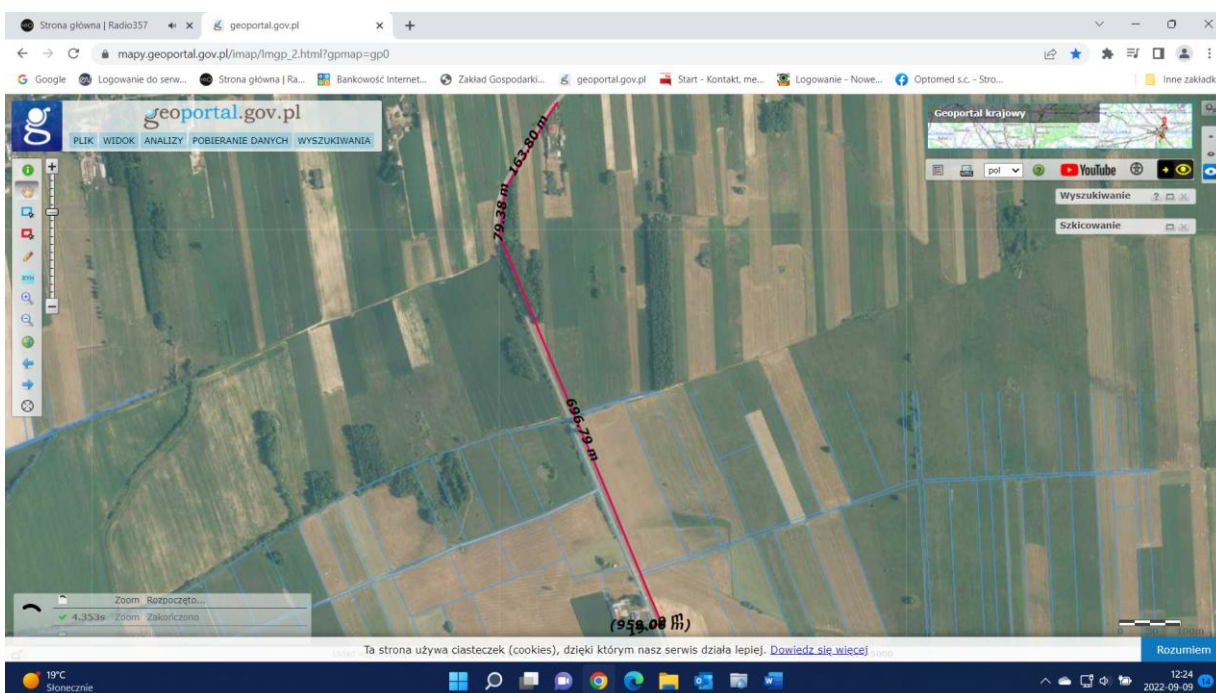 Strona główna | Radio357
geoportal.gov.pl
mapy.geoportal.gov.pl/imap/Imgp_2.html?gpmap=gp0
Google Logowanie do serw... Strona główna | Ra... Bankowość Internet... Zakład Gospodarki... geoportal.gov.pl Start - Kontakt, me... Logowanie - Nowe... Optomed s.c. - Stro... Inne zakładk
geoportal.gov.pl
PLIK WIDOK ANALIZY POBIERANIE DANYCH WYSZUKIWANIA
Geoportal krajowy
pol YouTube
Wyszukiwanie
Szkicowanie
163.80 m
79.38 m
696.79 m
Zoom Rozpoczęto...
4.353s Zoom Zakończono
Ta strona używa ciasteczek (cookies), dzięki którym nasz serwis działa lepiej. Dowiedz się więcej
Rozumiem
19°C
Słonecznie
12:24
2022-09-09